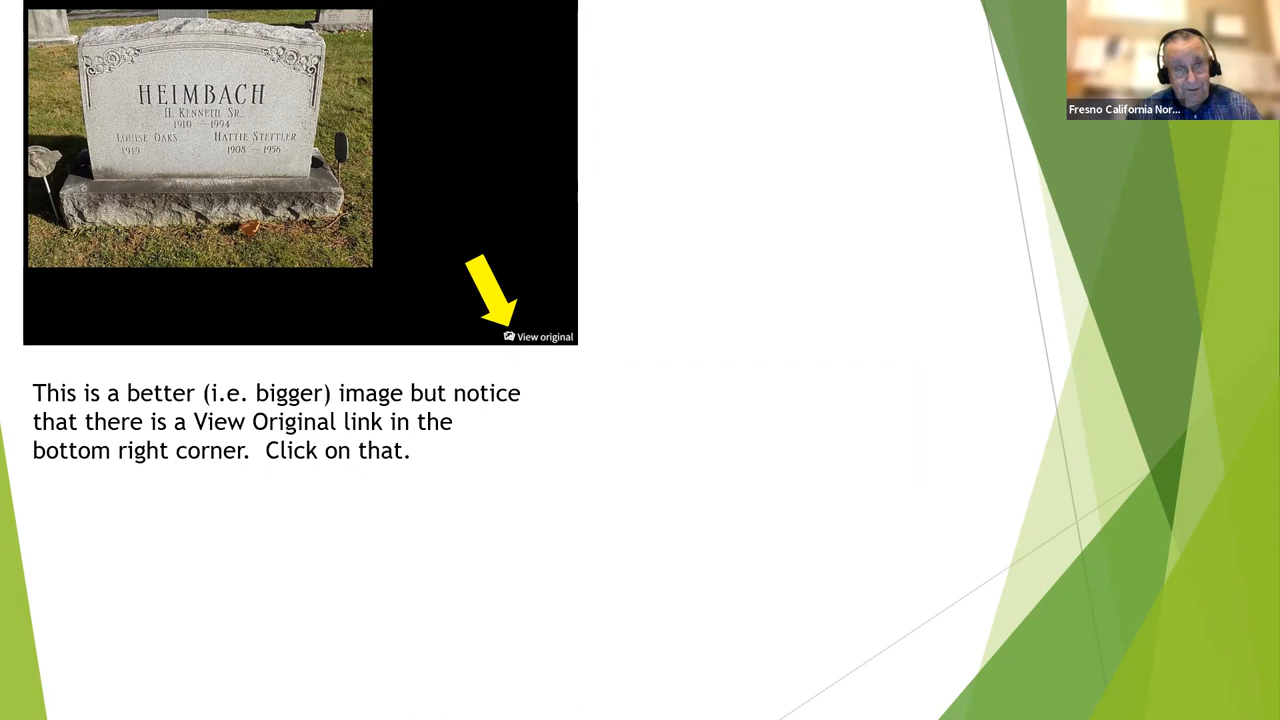 HEIMBACH
H. KENNETH SR.
1910 — 1994
LOUISE OAKS HATTIE STETTLER
1919 1908 — 1956
View original
Fresno California Nor...
This is a better (i.e. bigger) image but notice
that there is a View Original link in the
bottom right corner. Click on that.